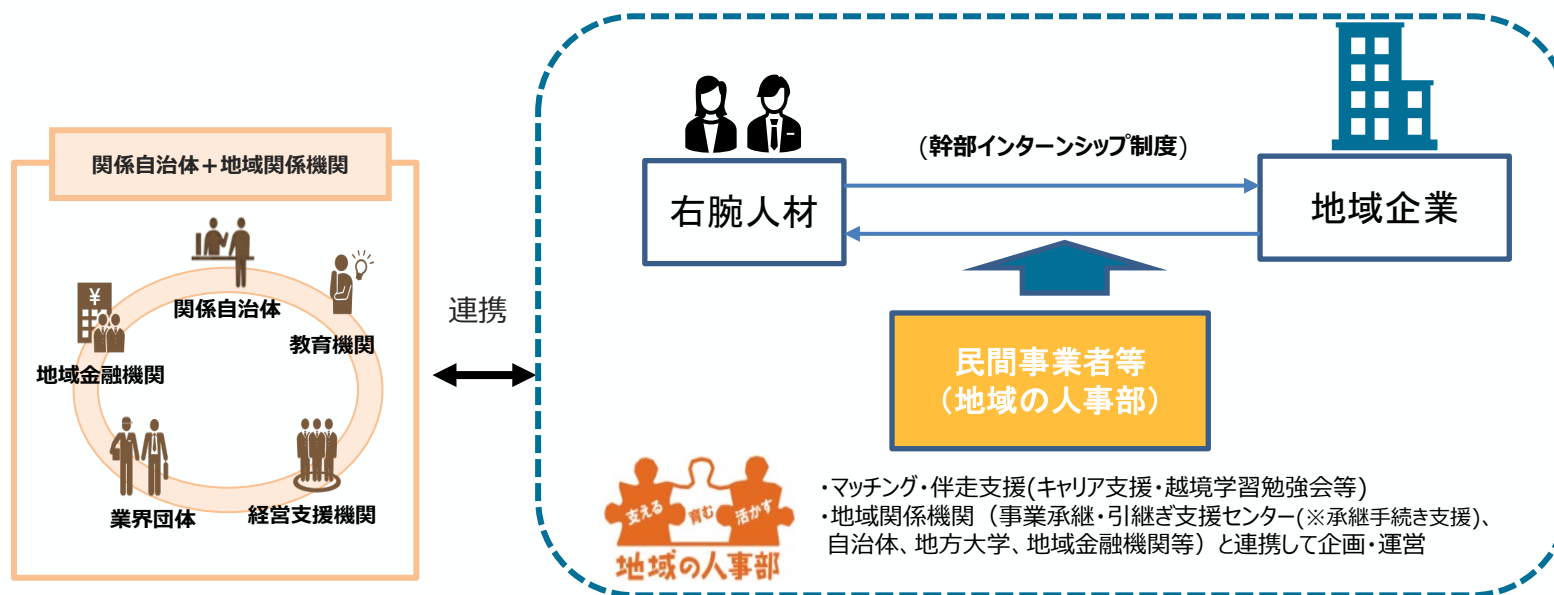 関係自治体＋地域関係機関
関係自治体
教育機関
地域金融機関
¥
業界団体
経営支援機関
連携
(幹部インターンシップ制度)
右腕人材
地域企業
民間事業者等
（地域の人事部）
支える
育む
活かす
地域の人事部
・マッチング・伴走支援(キャリア支援・越境学習勉強会等)
・地域関係機関（事業承継・引継ぎ支援センター(※承継手続き支援)、
自治体、地方大学、地域金融機関等）と連携して企画・運営